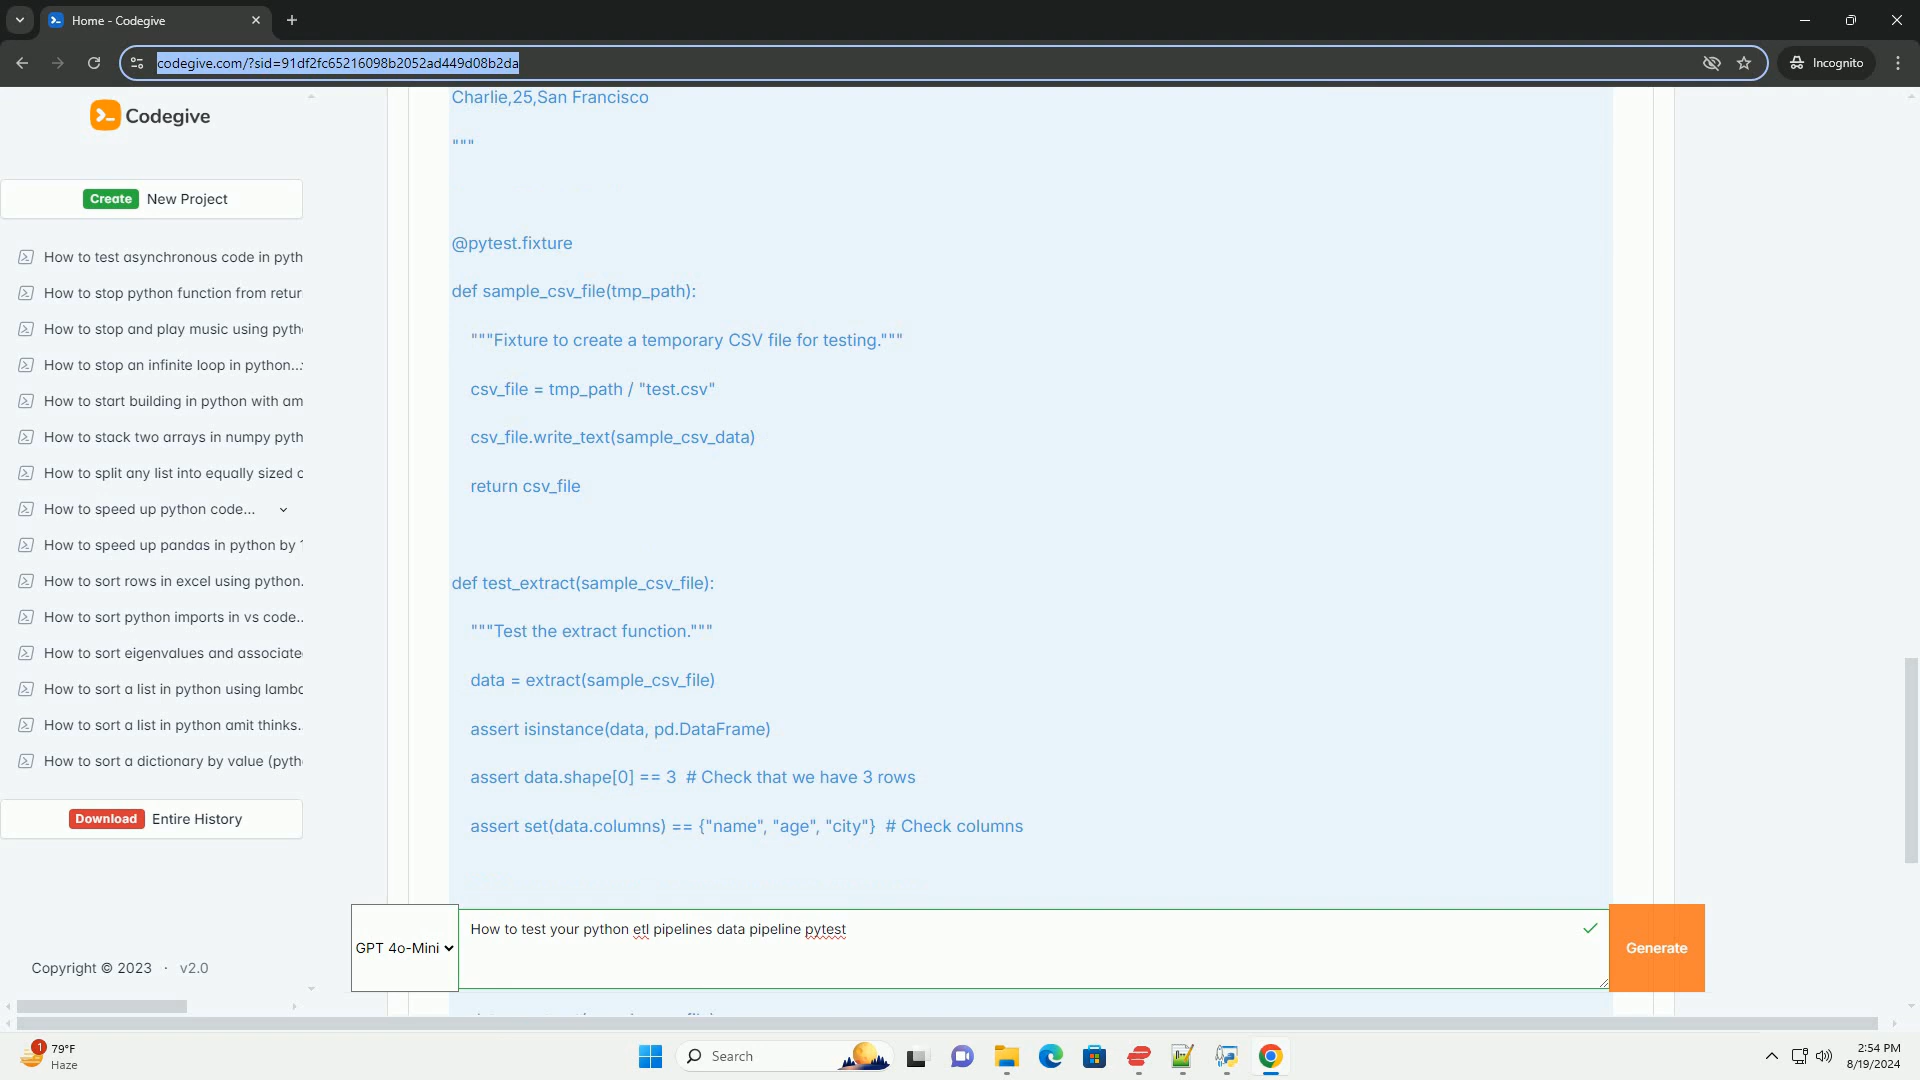 Home - Codegive
codegive.com/?sid=91df2fc65216098b2052ad449d08b2da
Incognito
Codegive
Create New Project
How to test asynchronous code in pyth
How to stop python function from retur
How to stop and play music using pyth
How to stop an infinite loop in python...
How to start building in python with am
How to stack two arrays in numpy pyth
How to split any list into equally sized c
How to speed up python code...
How to speed up pandas in python by
How to sort rows in excel using python.
How to sort python imports in vs code..
How to sort eigenvalues and associate
How to sort a list in python using lambd
How to sort a list in python amit thinks..
How to sort a dictionary by value (pyth
Download Entire History
Copyright © 2023 · v2.0
Charlie,25,San Francisco
"""
@pytest.fixture
def sample_csv_file(tmp_path):
"""Fixture to create a temporary CSV file for testing."""
csv_file = tmp_path / "test.csv"
csv_file.write_text(sample_csv_data)
return csv_file
def test_extract(sample_csv_file):
"""Test the extract function."""
data = extract(sample_csv_file)
assert isinstance(data, pd.DataFrame)
assert data.shape[0] == 3  # Check that we have 3 rows
assert set(data.columns) == {"name", "age", "city"}  # Check columns
GPT 4o-Mini
How to test your python etl pipelines data pipeline pytest
Generate
1
79°F
Haze
Search
2:54 PM
8/19/2024